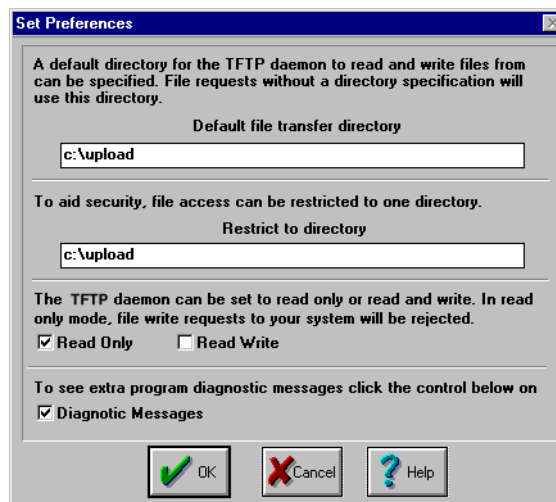 Set Preferences
A default directory for the TFTP daemon to read and write files from
can be specified. File requests without a directory specification will
use this directory.
Default file transfer directory
c:\upload
To aid security, file access can be restricted to one directory.
Restrict to directory
c:\upload
The TFTP daemon can be set to read only or read and write. In read
only mode, file write requests to your system will be rejected.
Read Only Read Write
To see extra program diagnostic messages click the control below on
Diagnotic Messages
OK Cancel Help